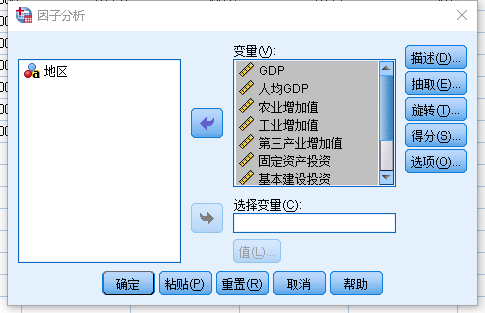 因子分析
变量(V):
地区
GDP
人均GDP
农业增加值
工业增加值
第三产业增加值
固定资产投资
基本建设投资
描述(D)...
抽取(E)...
旋转(T)...
得分(S)...
选项(O)...
选择变量(C):
值(L)...
确定
粘贴(P)
重置(R)
取消
帮助